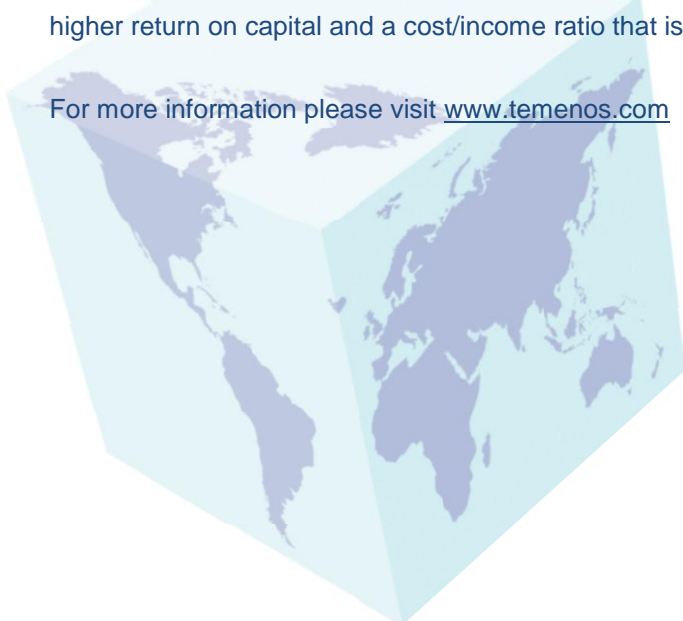 higher return on capital and a cost/income ratio that is
For more information please visit www.temenos.com